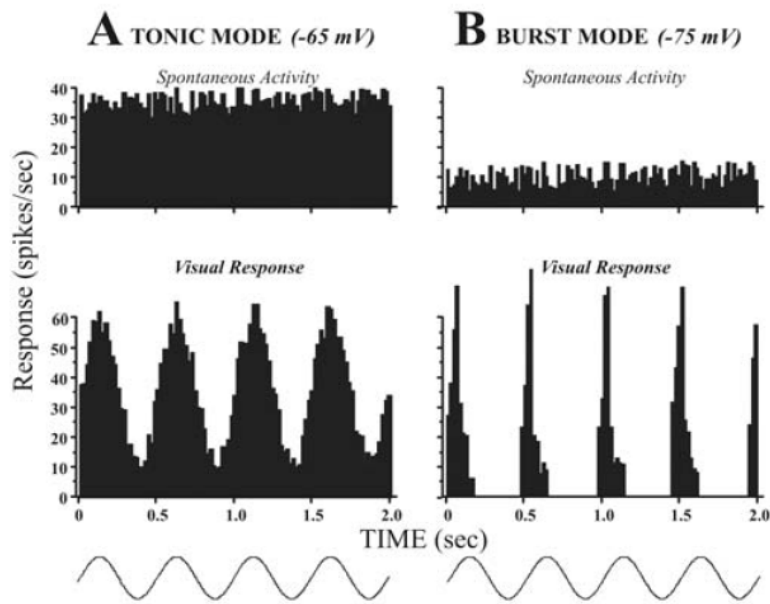 A TONIC MODE (-65 mV)
B BURST MODE (-75 mV)
Spontaneous Activity
Spontaneous Activity
40
30
20
10
0
40
30
20
10
0
Response (spikes/sec)
Visual Response
Visual Response
60
50
40
30
20
10
0
60
50
40
30
20
10
0
0 0.5 1.0 1.5 2.0
0 0.5 1.0 1.5 2.0
TIME (sec)